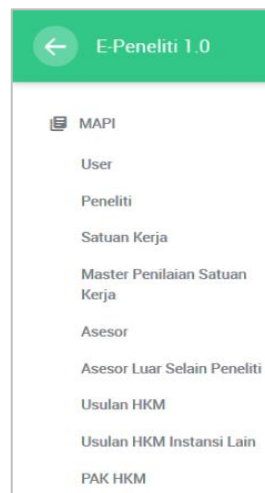 E-Peneliti 1.0
MAPI
User
Peneliti
Satuan Kerja
Master Penilaian Satuan
Kerja
Asesor
Asesor Luar Selain Peneliti
Usulan HKM
Usulan HKM Instansi Lain
PAK HKM